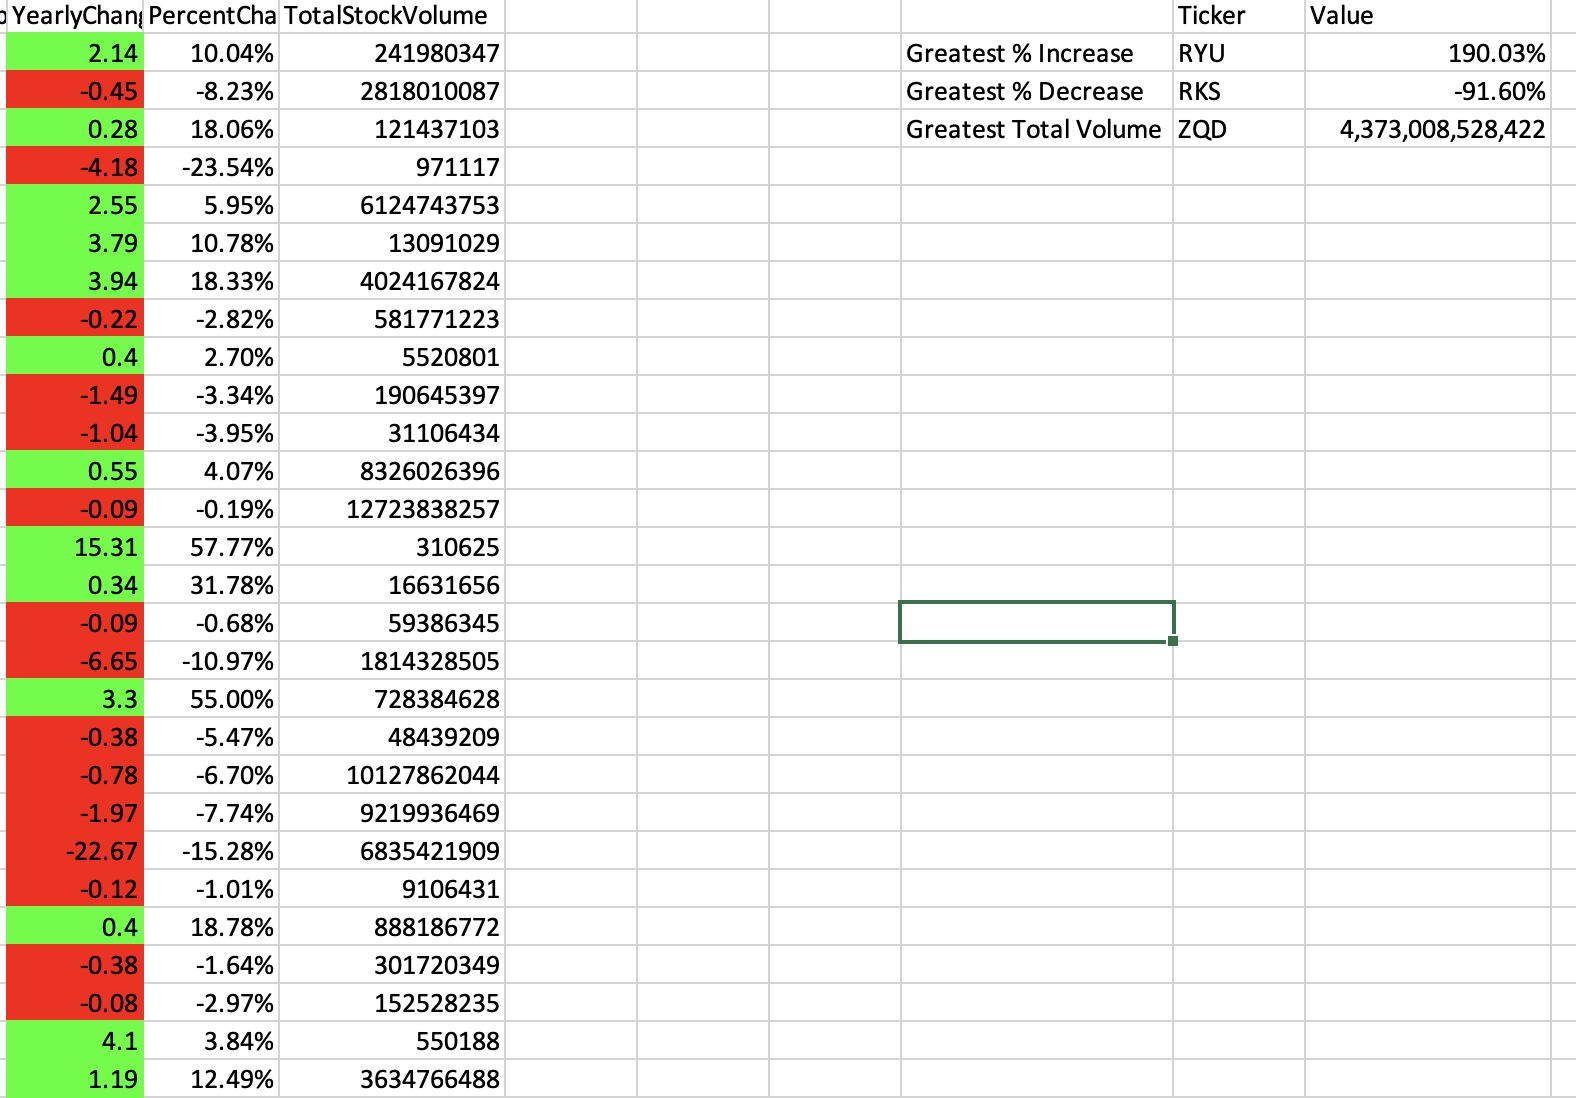 YearlyChang PercentCha TotalStockVolume Ticker Value
2.14 10.04% 241980347 Greatest % Increase RYU 190.03%
-0.45 -8.23% 2818010087 Greatest % Decrease RKS -91.60%
0.28 18.06% 121437103 Greatest Total Volume ZQD 4,373,008,528,422
-4.18 -23.54% 971117
2.55 5.95% 6124743753
3.79 10.78% 13091029
3.94 18.33% 4024167824
-0.22 -2.82% 581771223
0.4 2.70% 5520801
-1.49 -3.34% 190645397
-1.04 -3.95% 31106434
0.55 4.07% 8326026396
-0.09 -0.19% 12723838257
15.31 57.77% 310625
0.34 31.78% 16631656
-0.09 -0.68% 59386345
-6.65 -10.97% 1814328505
3.3 55.00% 728384628
-0.38 -5.47% 48439209
-0.78 -6.70% 10127862044
-1.97 -7.74% 9219936469
-22.67 -15.28% 6835421909
-0.12 -1.01% 9106431
0.4 18.78% 888186772
-0.38 -1.64% 301720349
-0.08 -2.97% 152528235
4.1 3.84% 550188
1.19 12.49% 3634766488